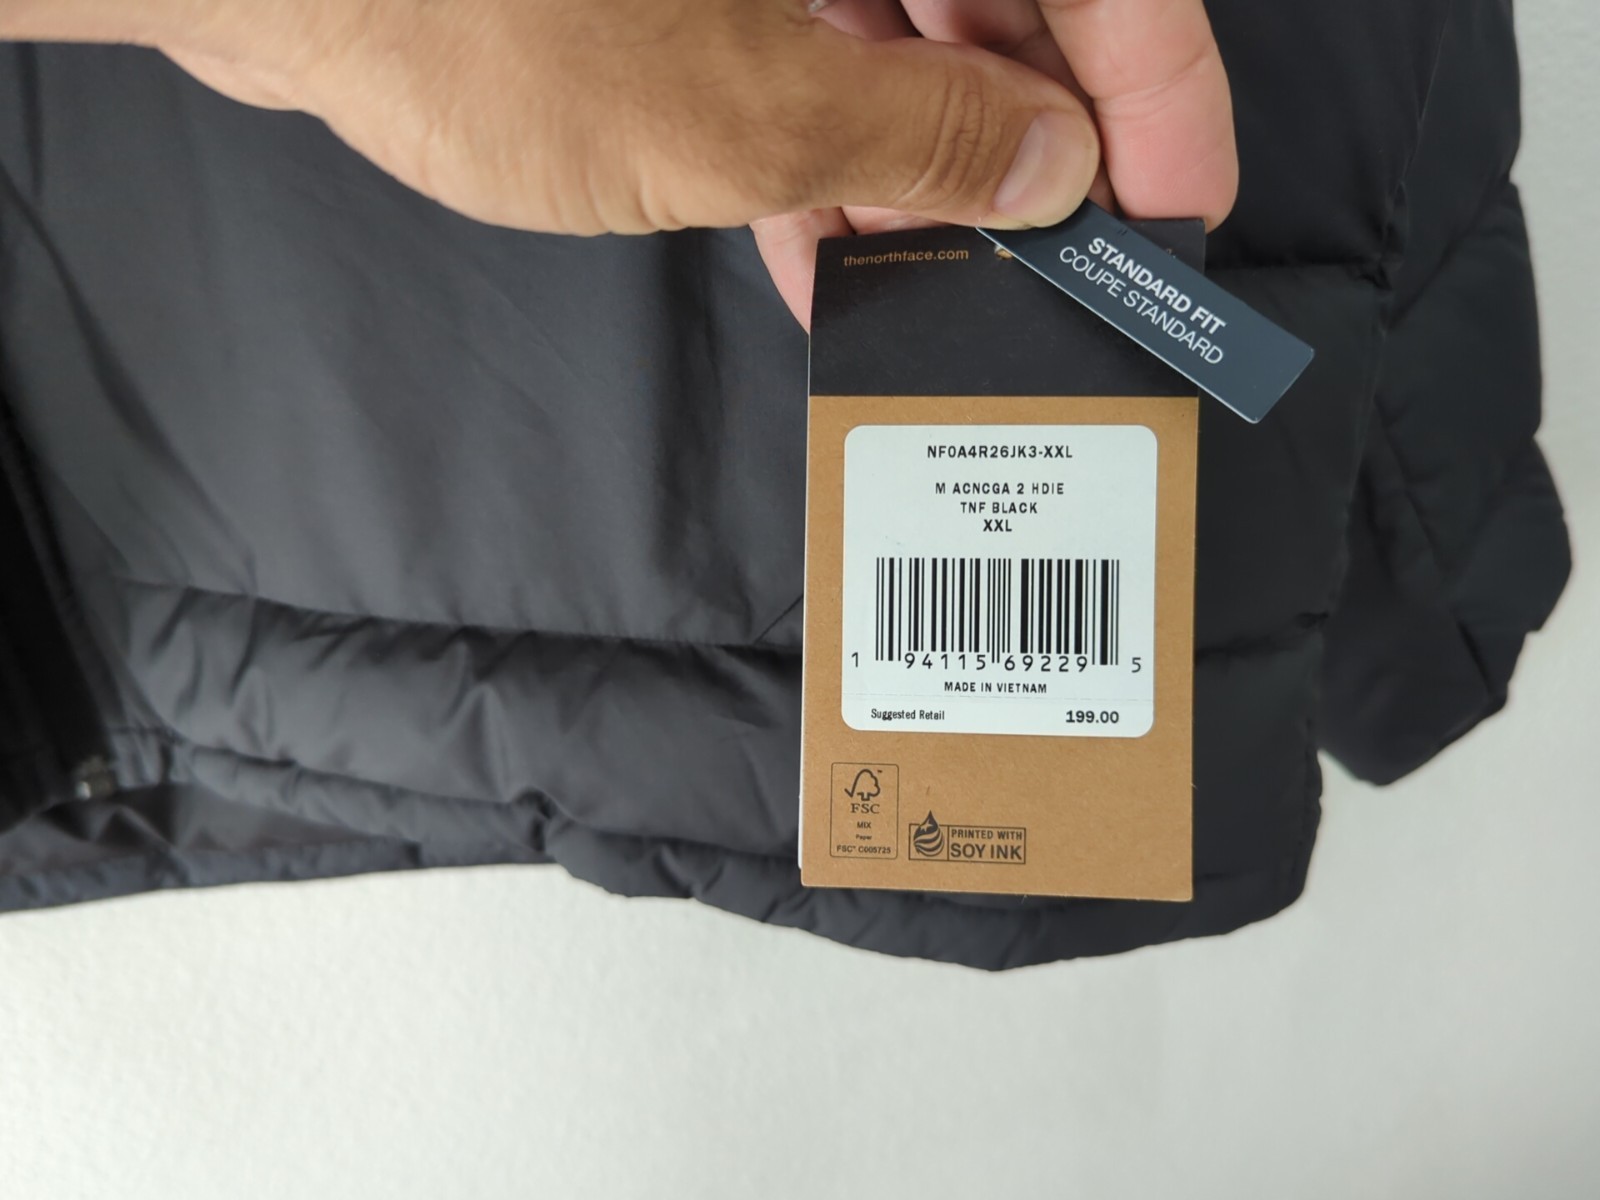 thenorthface.com
STANDARD FIT
COUPE STANDARD
NF0A4R26JK3-XXL
M ACNCGA 2 HDIE
TNF BLACK
XXL
1 94115 69229 5
MADE IN VIETNAM
Suggested Retail 199.00
FSC
MIX
Paper
FSC™ C005725
PRINTED WITH
SOY INK